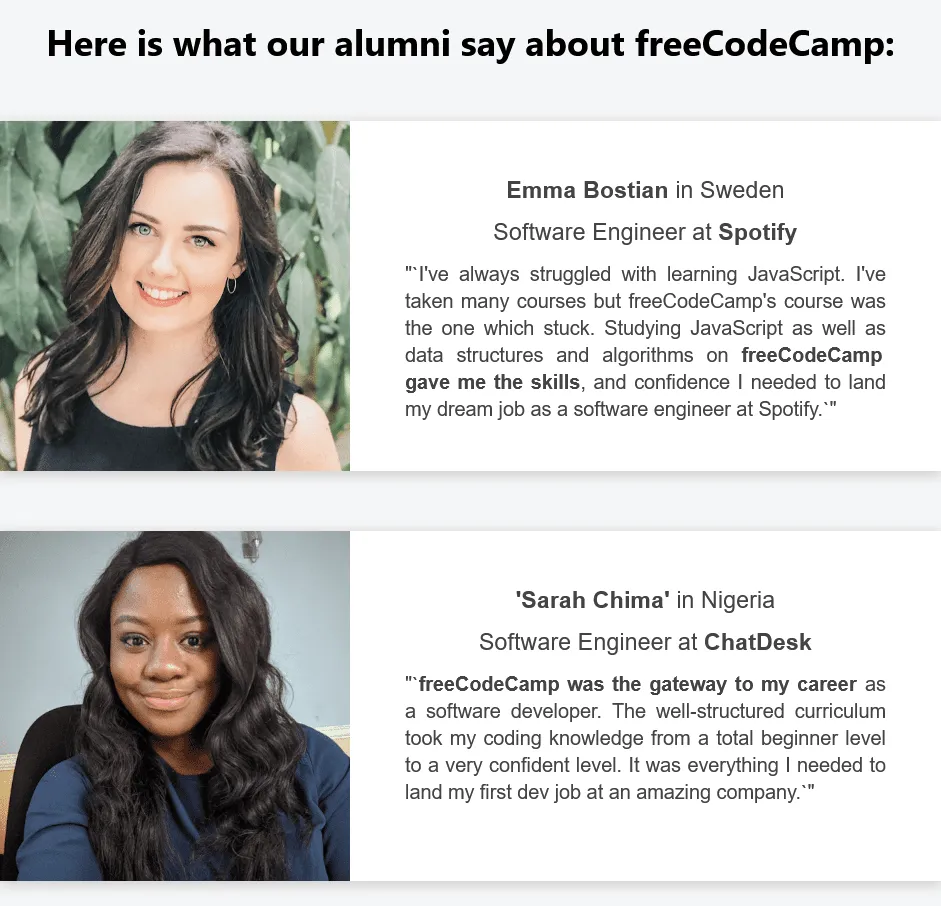 Here is what our alumni say about freeCodeCamp:
Emma Bostian in Sweden
Software Engineer at Spotify
"`I've always struggled with learning JavaScript. I've
taken many courses but freeCodeCamp's course was
the one which stuck. Studying JavaScript as well as
data structures and algorithms on freeCodeCamp
gave me the skills, and confidence I needed to land
my dream job as a software engineer at Spotify.`"
'Sarah Chima' in Nigeria
Software Engineer at ChatDesk
"`freeCodeCamp was the gateway to my career as
a software developer. The well-structured curriculum
took my coding knowledge from a total beginner level
to a very confident level. It was everything I needed to
land my first dev job at an amazing company.`"